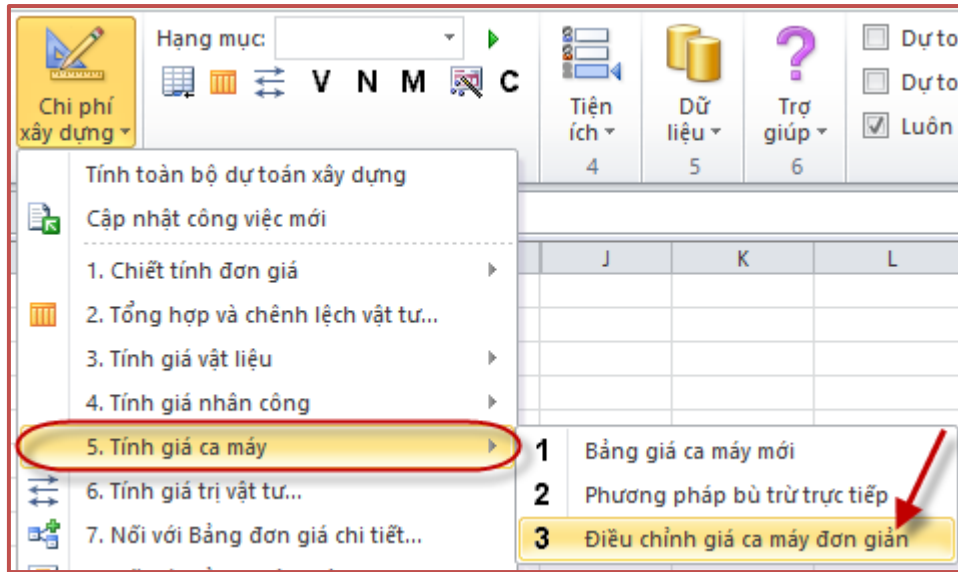 Hạng mục:
V N M C
Chi phí
xây dựng
Tiện
ích
Dữ
liệu
Trợ
giúp
Dự to
Dự to
Luôn
4 5 6
Tính toàn bộ dự toán xây dựng
Cập nhật công việc mới
J K L
1. Chiết tính đơn giá
2. Tổng hợp và chênh lệch vật tư...
3. Tính giá vật liệu
4. Tính giá nhân công
5. Tính giá ca máy
1 Bảng giá ca máy mới
6. Tính giá trị vật tư...
2 Phương pháp bù trừ trực tiếp
7. Nối với Bảng đơn giá chi tiết...
3 Điều chỉnh giá ca máy đơn giản